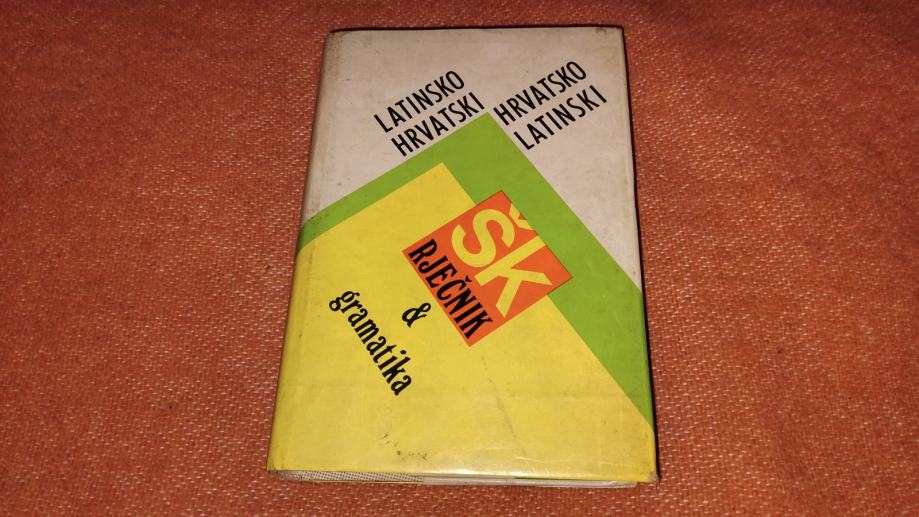 LATINSKO
HRVATSKI
HRVATSKO
LATINSKI
šk
RJEČNIK
&
gramatika